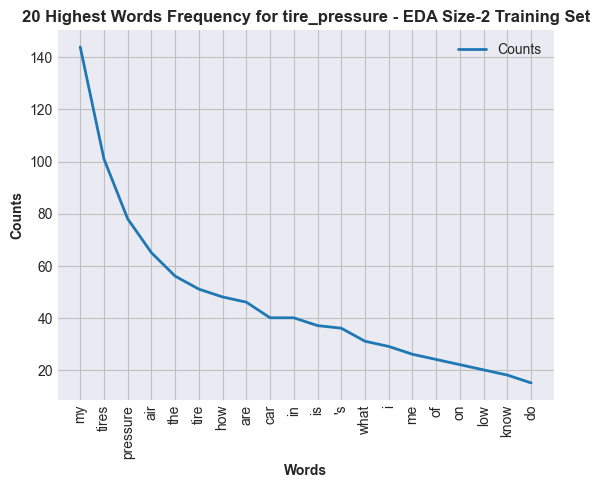 20 Highest Words Frequency for tire_pressure - EDA Size-2 Training Set
Counts
140
120
100
80
60
40
20
Counts
my
tires
pressure
air
the
tire
how
are
car
in
is
's
what
i
me
of
on
low
know
do
Words